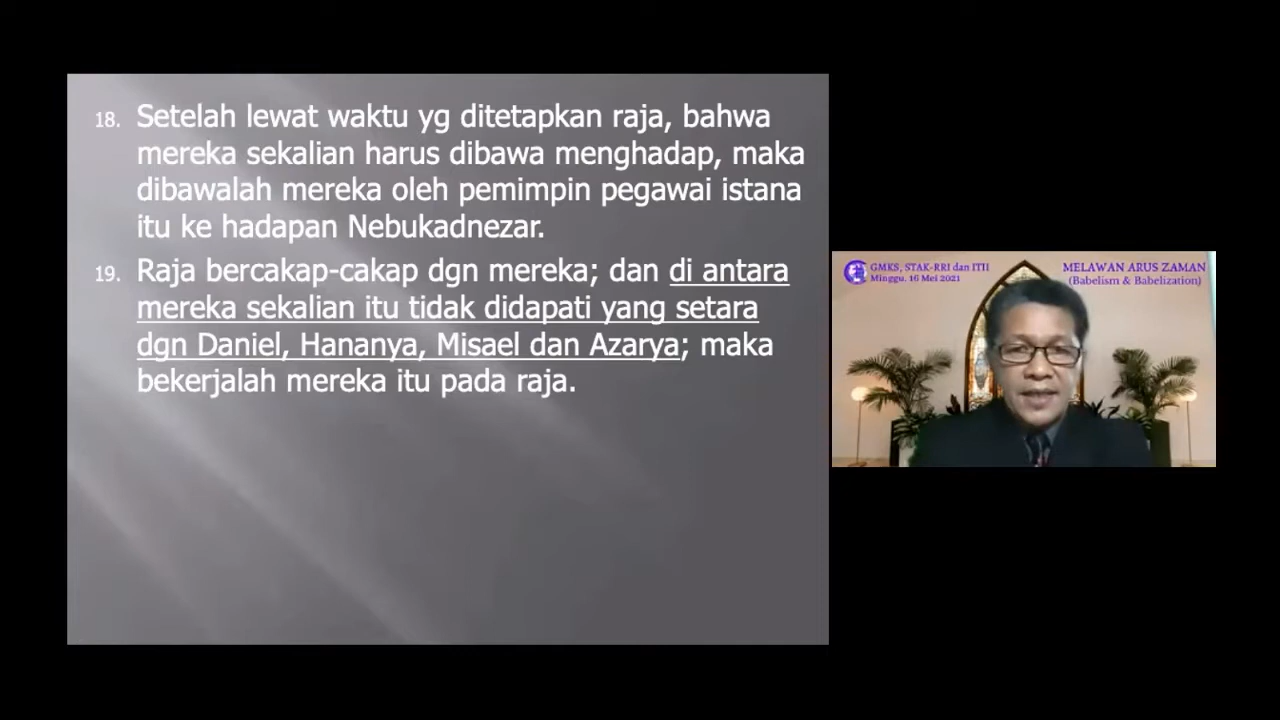 18. Setelah lewat waktu yg ditetapkan raja, bahwa
mereka sekalian harus dibawa menghadap, maka
dibawalah mereka oleh pemimpin pegawai istana
itu ke hadapan Nebukadnezar.
19. Raja bercakap-cakap dgn mereka; dan di antara
mereka sekalian itu tidak didapati yang setara
dgn Daniel, Hananya, Misael dan Azarya; maka
bekerjalah mereka itu pada raja.
GMKS, STAK-RRI dan ITH
Minggu. 16 Mei 2021
MELAWAN ARUS ZAMAN
(Babelism & Babelization)